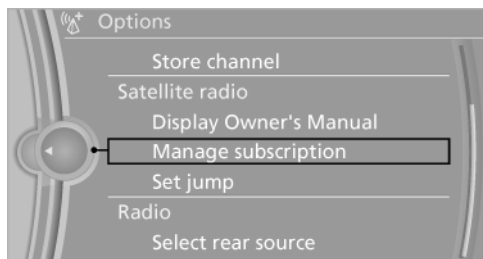 Options
Store channel
Satellite radio
Display Owner's Manual
Manage subscription
Set jump
Radio
Select rear source